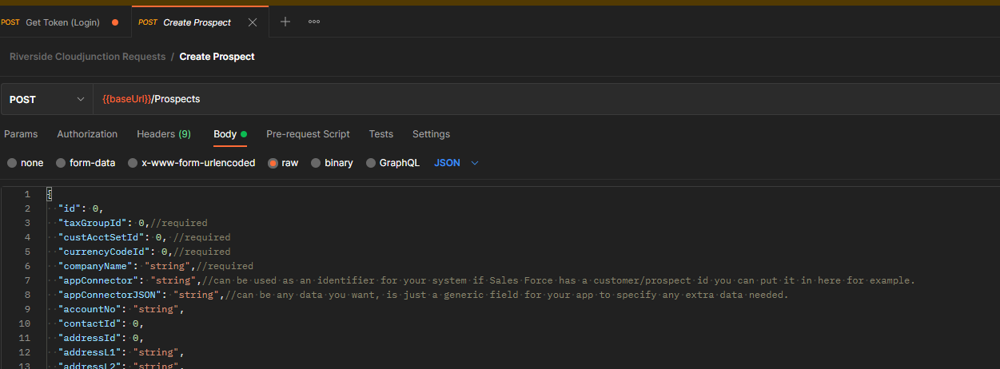 POST Get Token (Login) POST Create Prospect
Riverside Cloudjunction Requests / Create Prospect
POST {{baseUrl}}/Prospects
Params Authorization Headers (9) Body Pre-request Script Tests Settings
none form-data x-www-form-urlencoded raw binary GraphQL JSON
1 {
2 "id": 0,
3 "taxGroupId": 0,//required
4 "custAcctSetId": 0, //required
5 "currencyCodeId": 0,//required
6 "companyName": "string",//required
7 "appConnector": "string",//can be used as an identifier for your system if Sales Force has a customer/prospect id you can put it in here for example.
8 "appConnectorJSON": "string",//can be any data you want, is just a generic field for your app to specify any extra data needed.
9 "accountNo": "string",
10 "contactId": 0,
11 "addressId": 0,
12 "addressL1": "string",
13 "addressL2": "string",